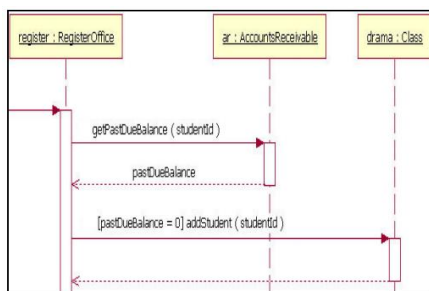 register : RegisterOffice
ar : AccountsReceivable
drama : Class
getPastDueBalance ( studentId )
pastDueBalance
[pastDueBalance = 0] addStudent ( studentId )